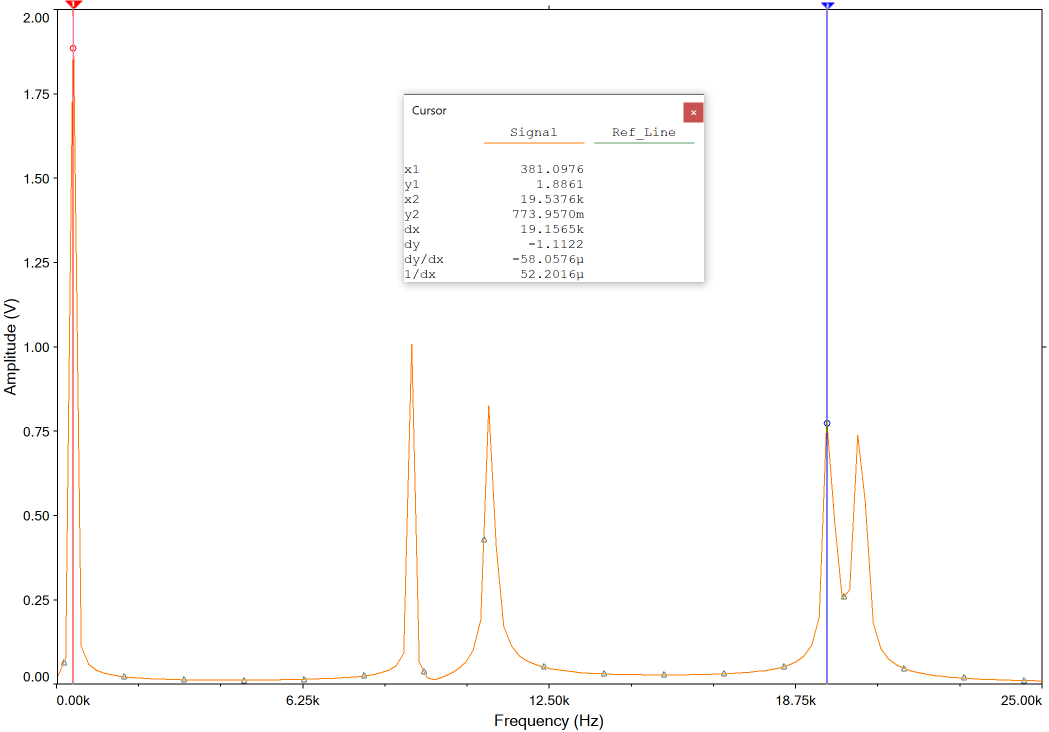 2.00
1.75
1.50
1.25
1.00
0.75
0.50
0.25
0.00
Amplitude (V)
Cursor
Signal Ref_Line
x1 381.0976
y1 1.8861
x2 19.5376k
y2 773.9570m
dx 19.1565k
dy -1.1122
dy/dx -58.0576µ
1/dx 52.2016µ
0.00k 6.25k 12.50k 18.75k 25.00k
Frequency (Hz)